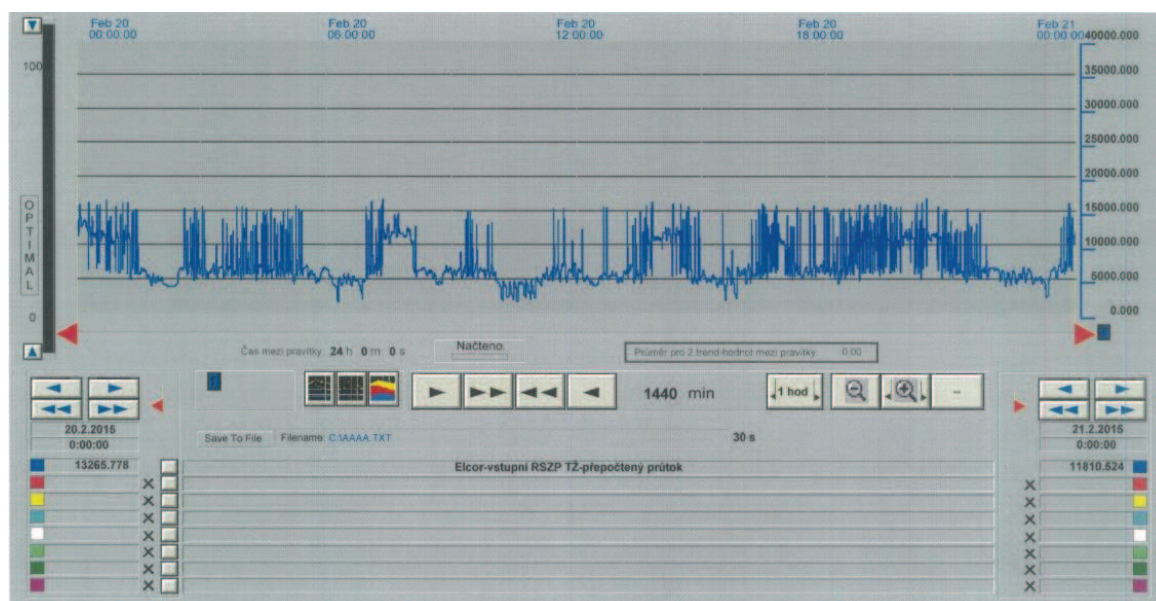 Feb 20 Feb 20 Feb 20 Feb 20 Feb 21
00:00:00 06:00:00 12:00:00 18:00:00 00:00:00
40000.000
100
35000.000
30000.000
25000.000
20000.000
OPTIMAL
15000.000
10000.000
5000.000
0
0.000
Čas mezi pravítky: 24 h 0 m 0 s
Načteno.
Průměr pro 2 trend-hodnot mezi pravítky: 0.00
1440 min
1 hod
20.2.2015
0:00:00
Save To File Filename: C:\AAAA.TXT 30 s
21.2.2015
0:00:00
13265.778 Elcor-vstupní RSZP TŽ-přepočtený průtok 11810.524